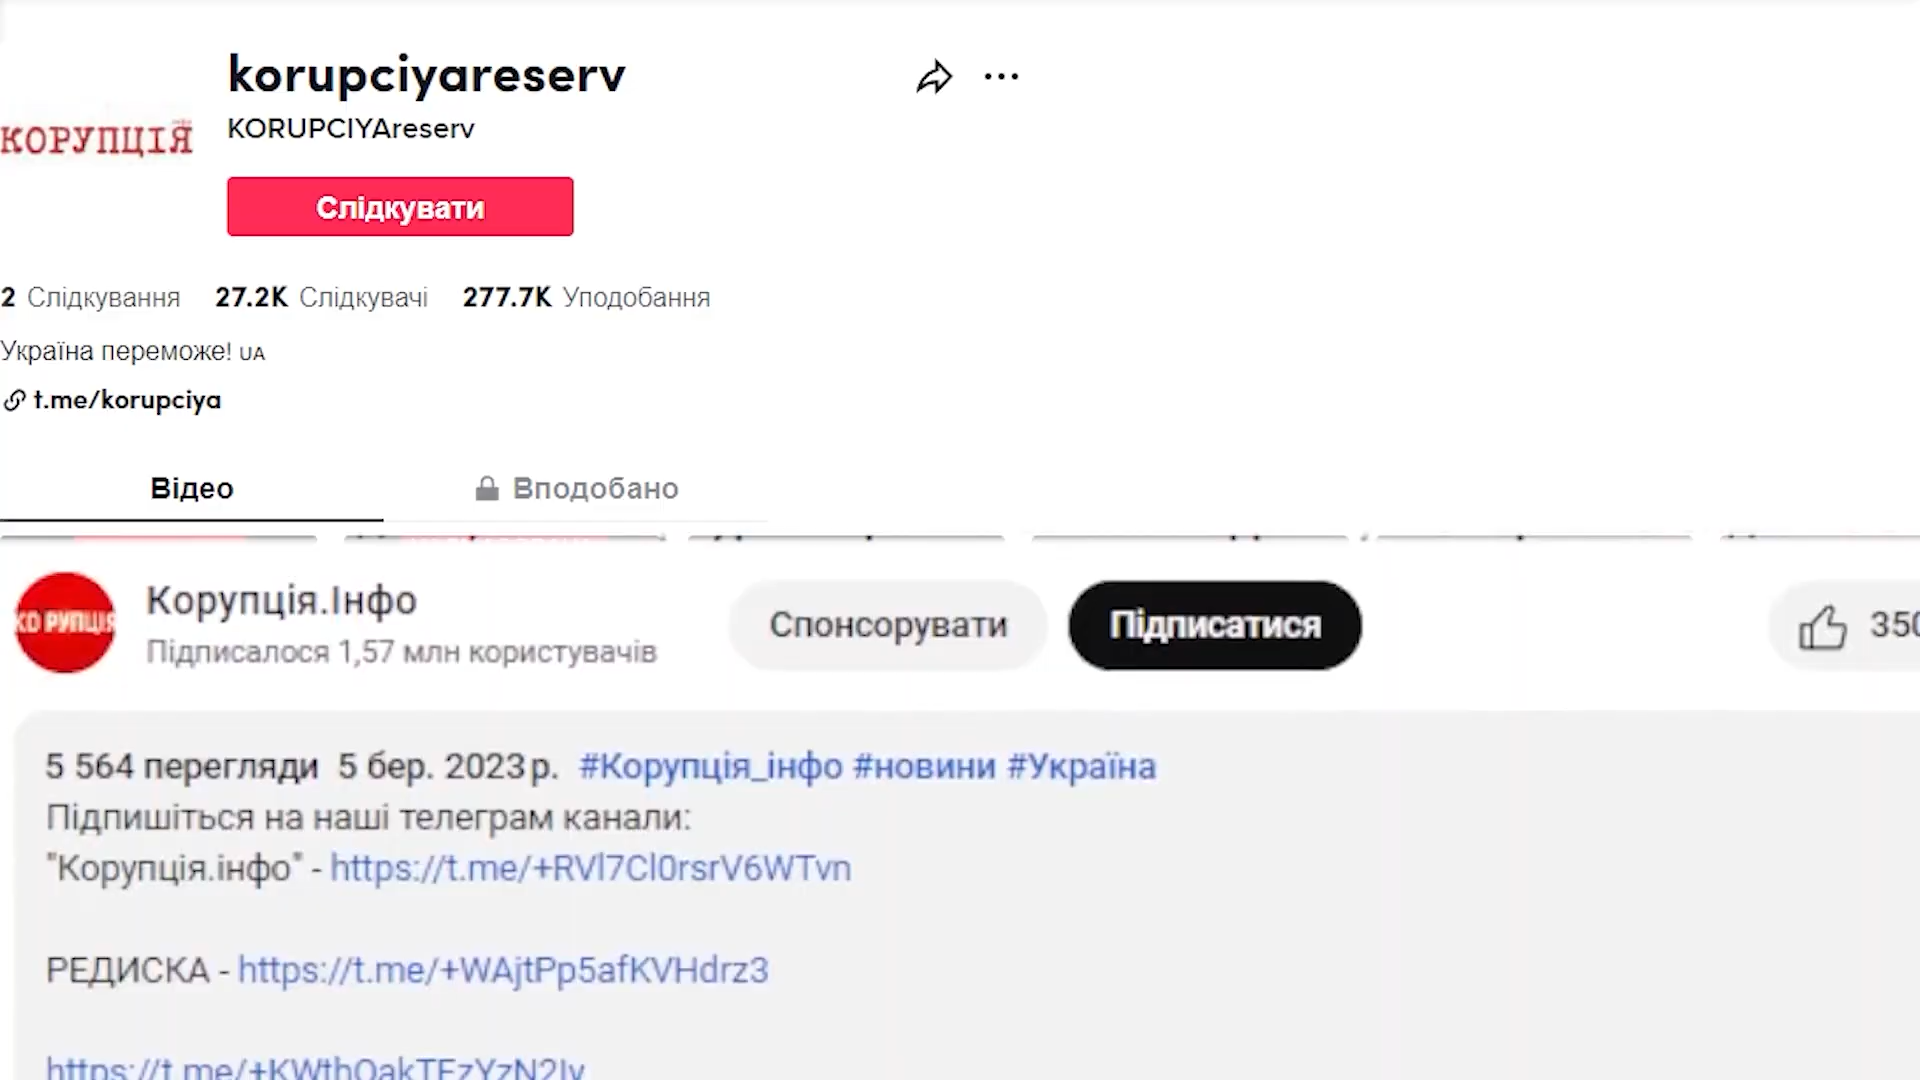 korupciyareserv
KORUPCIYAreserv
КОРУПЦІЯ
Слідкувати
2 Слідкування 27.2K Слідкувачі 277.7K Уподобання
Україна переможе! UA
t.me/korupciya
Відео Вподобано
КОРУПЦІЯ
Корупція.Інфо
Підписалося 1,57 млн користувачів
Спонсорувати Підписатися 350
5 564 перегляди 5 бер. 2023 р. #Корупція_інфо #новини #Україна
Підпишіться на наші телеграм канали:
"Корупція.інфо" - https://t.me/+RVl7Cl0rsrV6WTvn
РЕДИСКА - https://t.me/+WAjtPp5afKVHdrz3
https://t.me/+KWthOakTEzYzN2Iy